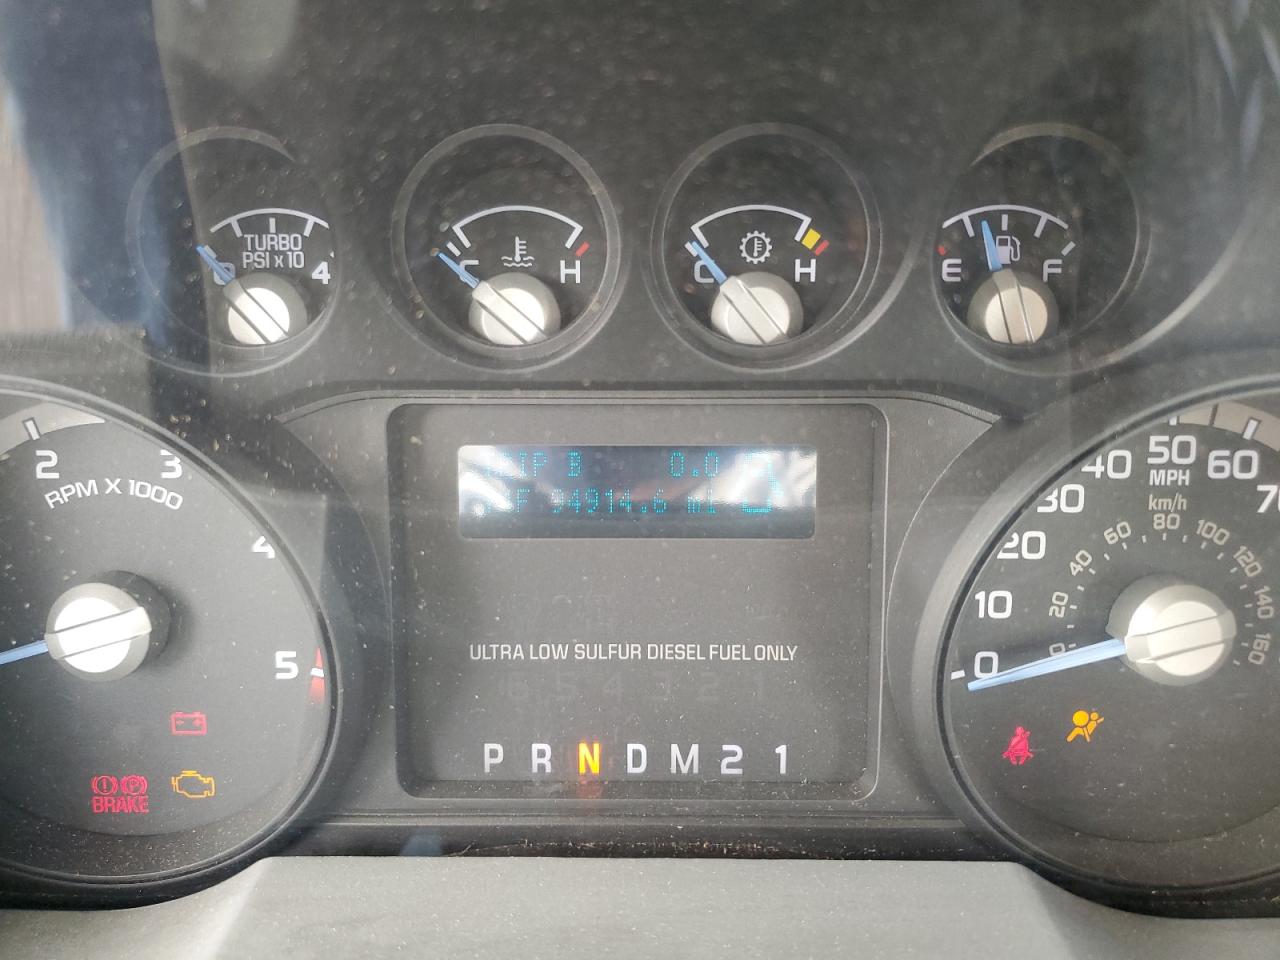 TURBO
PSI x 10
0 4
C H
C H
E F
2 3 4 5
RPM X 1000
TRIP B 0.0
94914.6 mi
ULTRA LOW SULFUR DIESEL FUEL ONLY
P R N D M 2 1
BRAKE
0 10 20 30 40 50 60
MPH
km/h
0 20 40 60 80 100 120 140 160